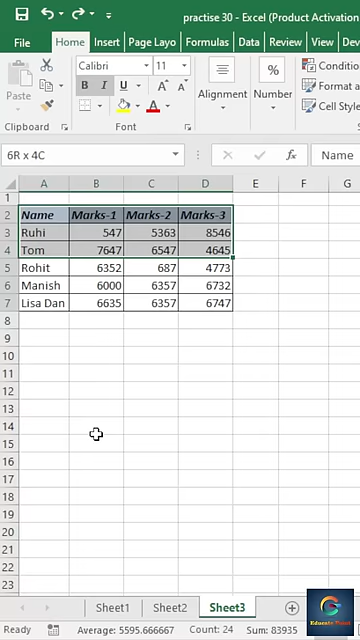 practise 30 - Excel (Product Activation
File Home Insert Page Layo Formulas Data Review View Dev
Paste Calibri 11 Alignment Number Conditio
B I U A Format a
Cell Style
Clipboard Font
6R x 4C fx Name
A B C D E F G
1
2 Name Marks-1 Marks-2 Marks-3
3 Ruhi 547 5363 8546
4 Tom 7647 6547 4645
5 Rohit 6352 687 4773
6 Manish 6000 6357 6732
7 Lisa Dan 6635 6357 6747
8
9
10
11
12
13
14
15
16
17
18
19
20
21
22
23
Sheet1 Sheet2 Sheet3
Ready Average: 5595.666667 Count: 24 Sum: 83935
Educate Point